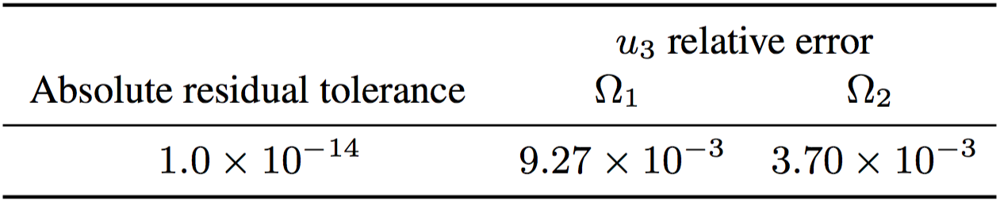 u₃ relative error
Absolute residual tolerance Ω₁ Ω₂
1.0 × 10⁻¹⁴ 9.27 × 10⁻³ 3.70 × 10⁻³